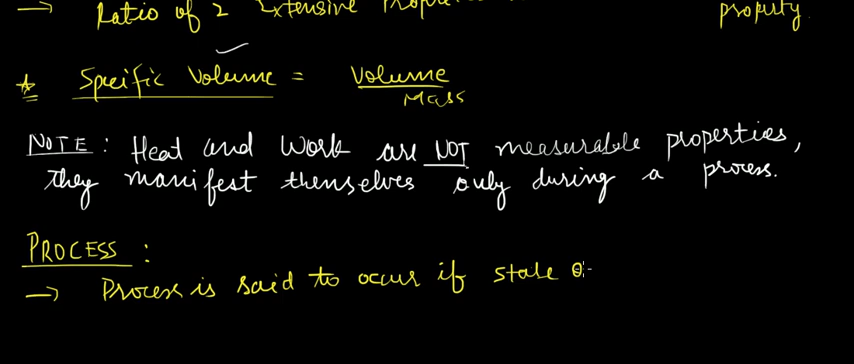 → Ratio of 2 Extensive property.
* Specific Volume = Volume / Mass
NOTE: Heat and Work are NOT measurable properties,
they manifest themselves only during a process.
PROCESS:
→ Process is said to occur if state